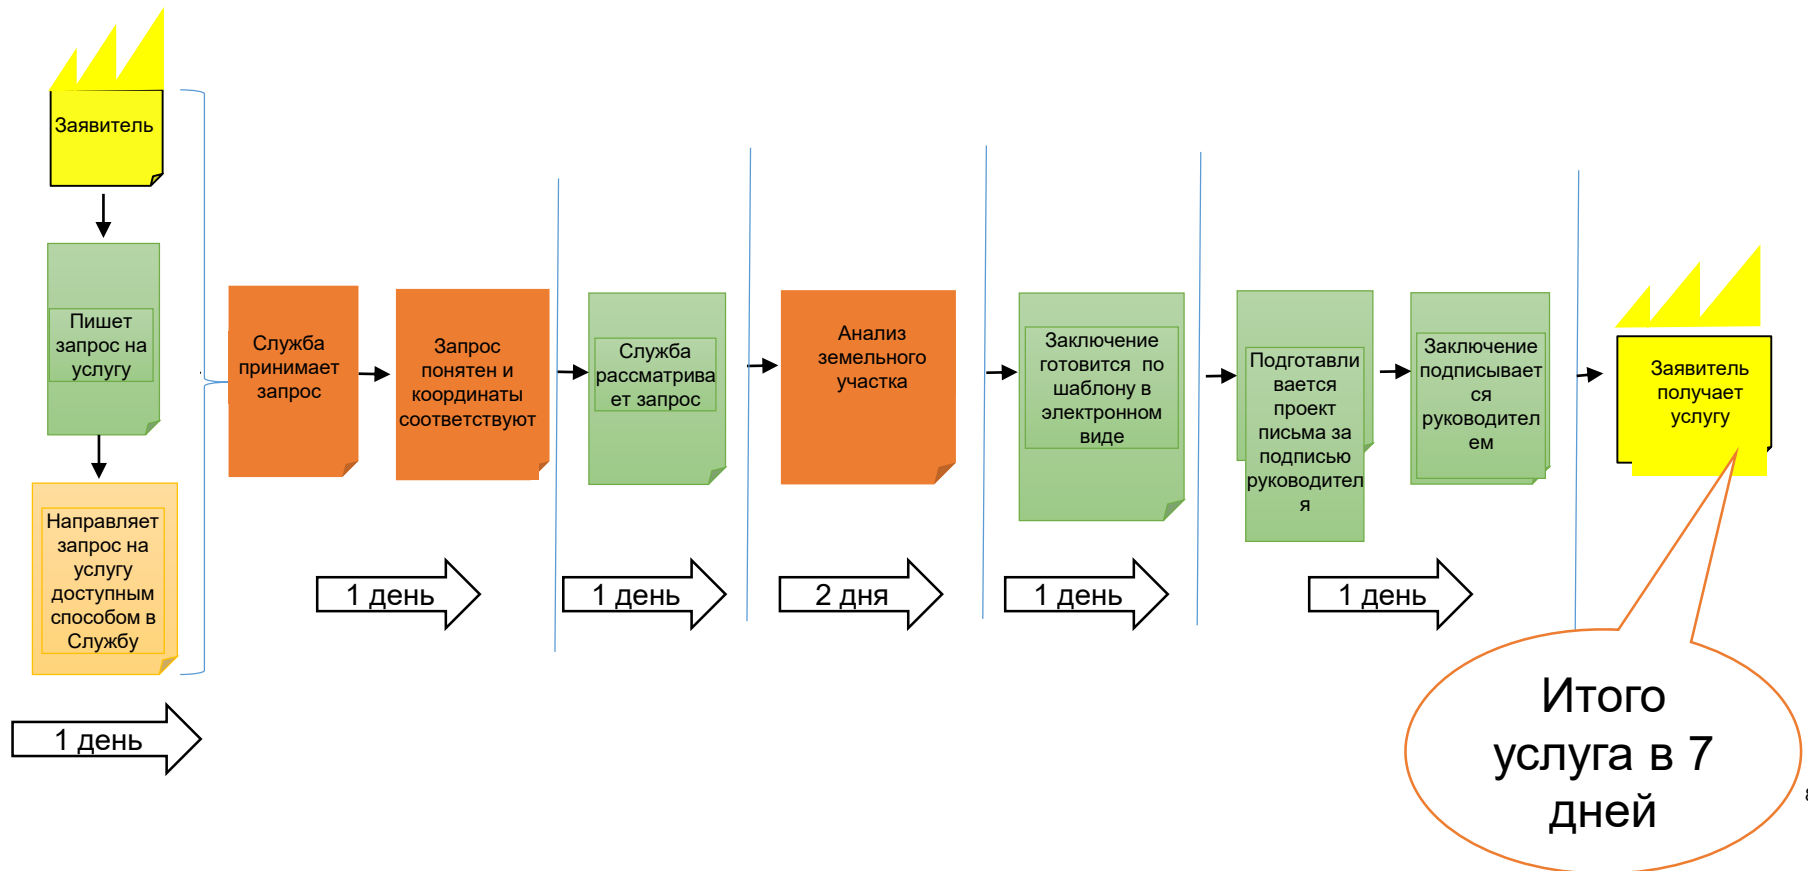 Заявитель
Пишет
запрос на
услугу
Направляет
запрос на
услугу
доступным
способом в
Службу
1 день
Служба
принимает
запрос
Запрос
понятен и
координаты
соответствуют
1 день
Служба
рассматрива
ет запрос
1 день
Анализ
земельного
участка
2 дня
Заключение
готовится по
шаблону в
электронном
виде
1 день
Подготавли
вается
проект
письма за
подписью
руководител
я
Заключение
подписывает
ся
руководител
ем
1 день
Заявитель
получает
услугу
Итого
услуга в 7
дней